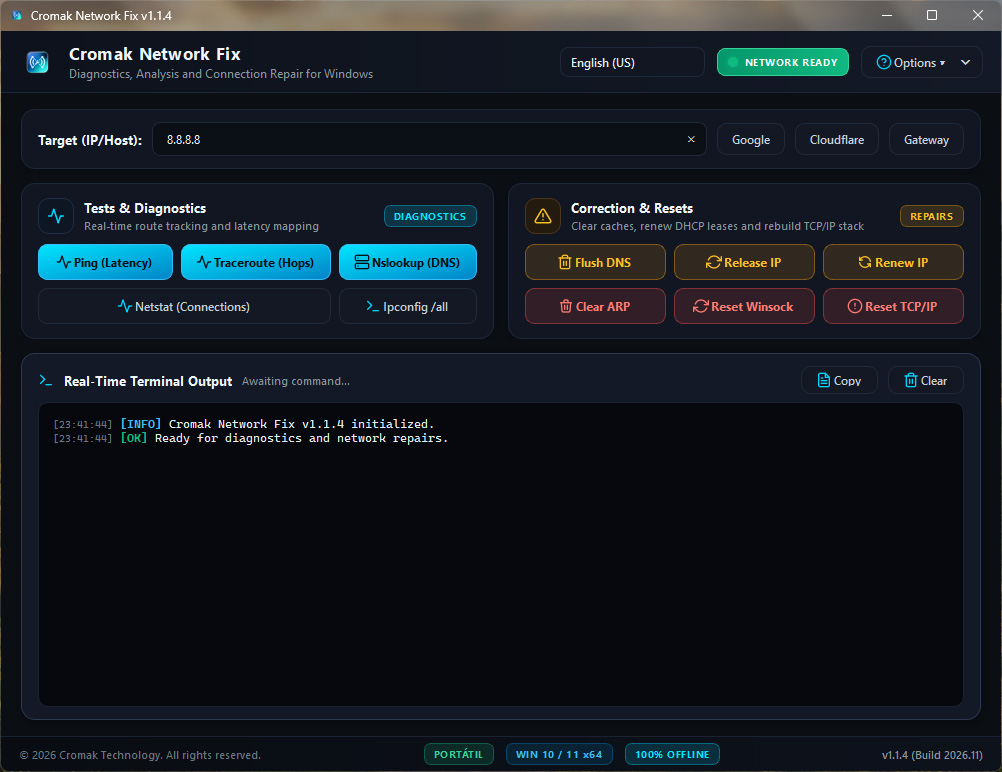 Cromak Network Fix v1.1.4
Cromak Network Fix
Diagnostics, Analysis and Connection Repair for Windows
English (US)
NETWORK READY
Options
Target (IP/Host):
8.8.8.8
Google
Cloudflare
Gateway
Tests & Diagnostics
Real-time route tracking and latency mapping
DIAGNOSTICS
Ping (Latency)
Traceroute (Hops)
Nslookup (DNS)
Netstat (Connections)
Ipconfig /all
Correction & Resets
Clear caches, renew DHCP leases and rebuild TCP/IP stack
REPAIRS
Flush DNS
Release IP
Renew IP
Clear ARP
Reset Winsock
Reset TCP/IP
Real-Time Terminal Output
Awaiting command...
Copy
Clear
[23:41:44] [INFO] Cromak Network Fix v1.1.4 initialized.
[23:41:44] [OK] Ready for diagnostics and network repairs.
© 2026 Cromak Technology. All rights reserved.
PORTÁTIL
WIN 10 / 11 x64
100% OFFLINE
v1.1.4 (Build 2026.11)